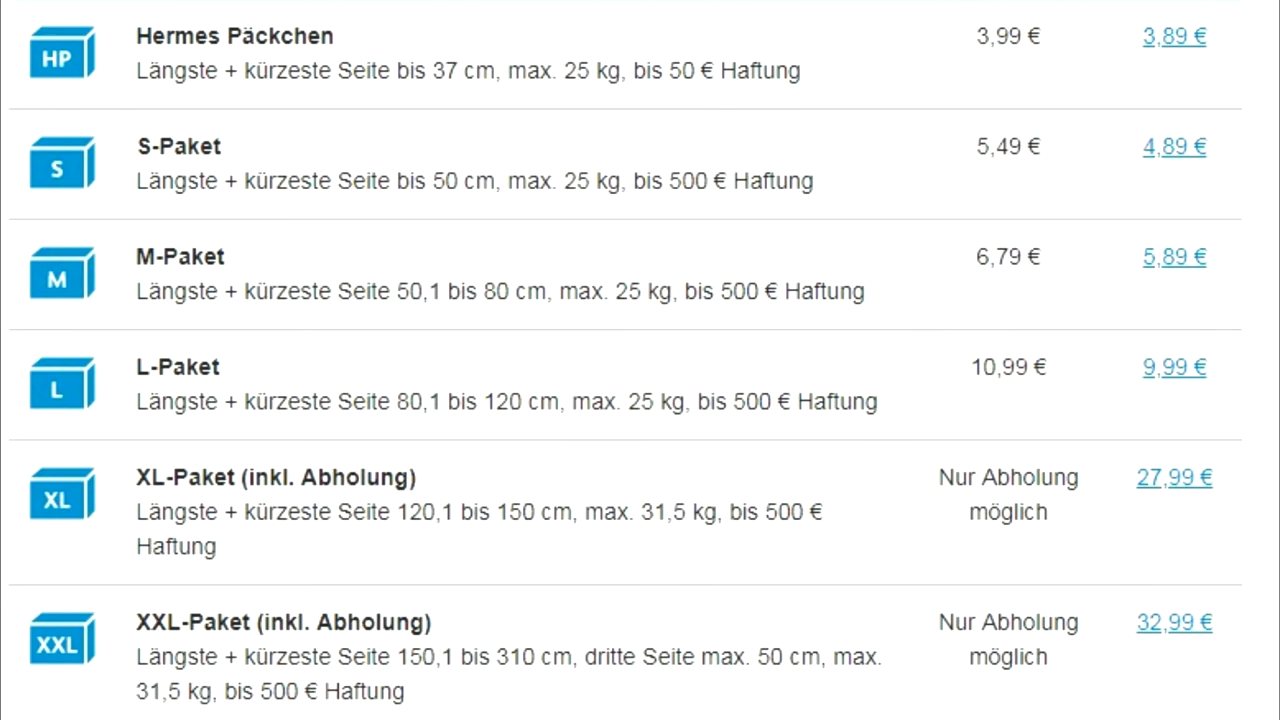 HP
Hermes Päckchen 3,99 € 3,89 €
Längste + kürzeste Seite bis 37 cm, max. 25 kg, bis 50 € Haftung
S
S-Paket 5,49 € 4,89 €
Längste + kürzeste Seite bis 50 cm, max. 25 kg, bis 500 € Haftung
M
M-Paket 6,79 € 5,89 €
Längste + kürzeste Seite 50,1 bis 80 cm, max. 25 kg, bis 500 € Haftung
L
L-Paket 10,99 € 9,99 €
Längste + kürzeste Seite 80,1 bis 120 cm, max. 25 kg, bis 500 € Haftung
XL
XL-Paket (inkl. Abholung) Nur Abholung 27,99 €
Längste + kürzeste Seite 120,1 bis 150 cm, max. 31,5 kg, bis 500 € möglich
Haftung
XXL
XXL-Paket (inkl. Abholung) Nur Abholung 32,99 €
Längste + kürzeste Seite 150,1 bis 310 cm, dritte Seite max. 50 cm, max. möglich
31,5 kg, bis 500 € Haftung